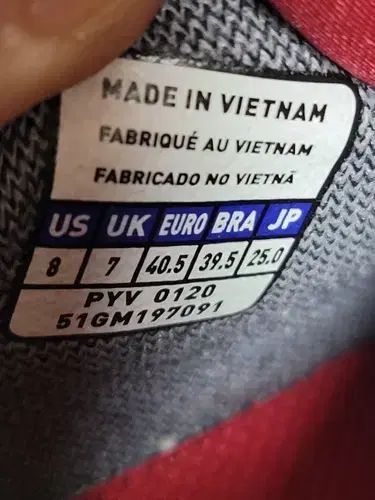 MADE IN VIETNAM
FABRIQUÉ AU VIETNAM
FABRICADO NO VIETNÃ
US UK EURO BRA JP
8 7 40.5 39.5 25.0
PYV 0120
51GM197091